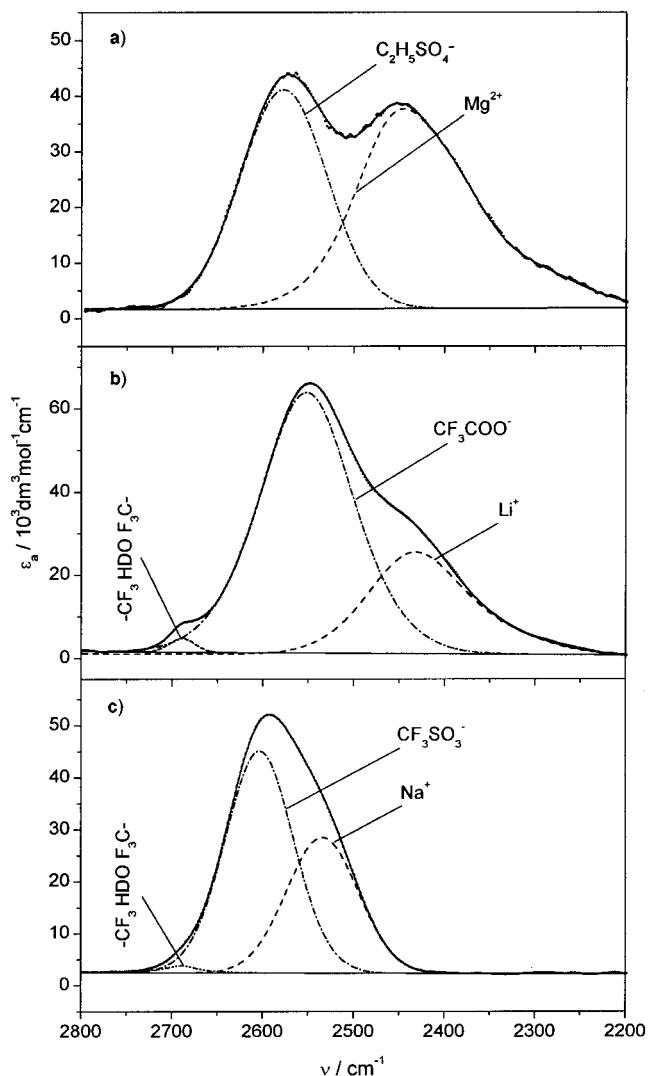 a)
C₂H₅SO₄⁻
Mg²⁺
50
40
30
20
10
0
b)
CF₃COO⁻
Li⁺
-CF₃ HDO F₃C-
60
40
20
0
εₐ / 10³dm³mol⁻¹cm⁻¹
c)
CF₃SO₃⁻
Na⁺
-CF₃ HDO F₃C-
50
40
30
20
10
0
2800 2700 2600 2500 2400 2300 2200
ν / cm⁻¹